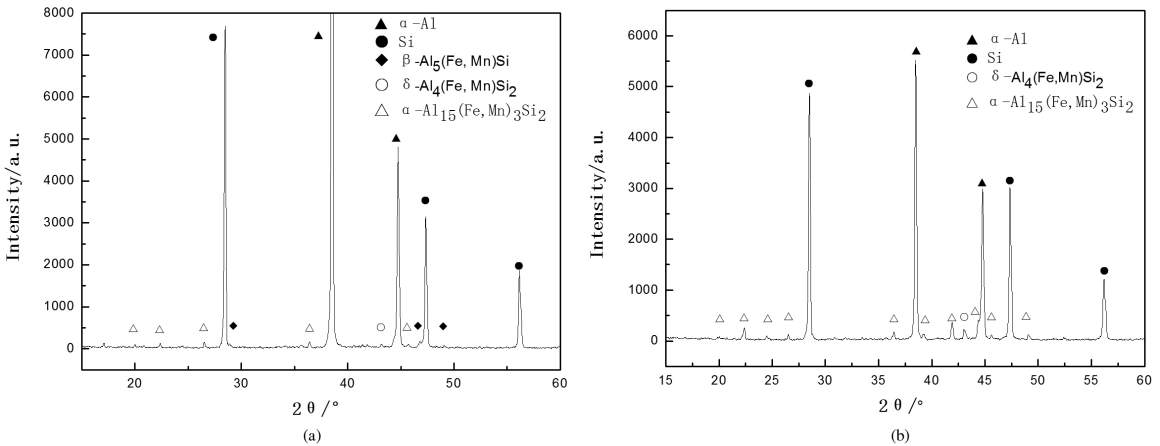 8000
7000
6000
5000
4000
3000
2000
1000
0
Intensity/a.u.
20 30 40 50 60
2θ/°
α-Al
Si
β-Al5(Fe, Mn)Si
δ-Al4(Fe, Mn)Si2
α-Al15(Fe,Mn)3Si2
(a)
6000
5000
4000
3000
2000
1000
0
Intensity/a.u.
15 20 25 30 35 40 45 50 55 60
2θ/°
α-Al
Si
δ-Al4(Fe,Mn)Si2
α-Al15(Fe,Mn)3Si2
(b)